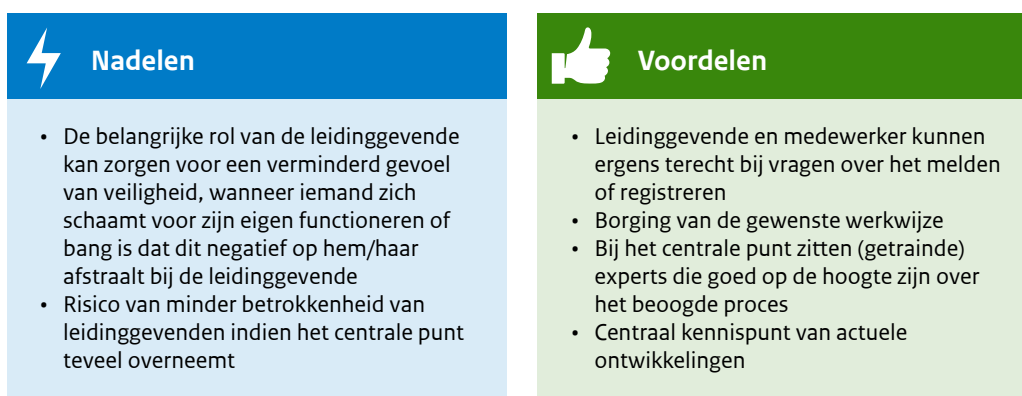 Nadelen
• De belangrijke rol van de leidinggevende
kan zorgen voor een verminderd gevoel
van veiligheid, wanneer iemand zich
schaamt voor zijn eigen functioneren of
bang is dat dit negatief op hem/haar
afstraalt bij de leidinggevende
• Risico van minder betrokkenheid van
leidinggevenden indien het centrale punt
teveel overneemt
Voordelen
• Leidinggevende en medewerker kunnen
ergens terecht bij vragen over het melden
of registreren
• Borging van de gewenste werkwijze
• Bij het centrale punt zitten (getrainde)
experts die goed op de hoogte zijn over
het beoogde proces
• Centraal kennispunt van actuele
ontwikkelingen